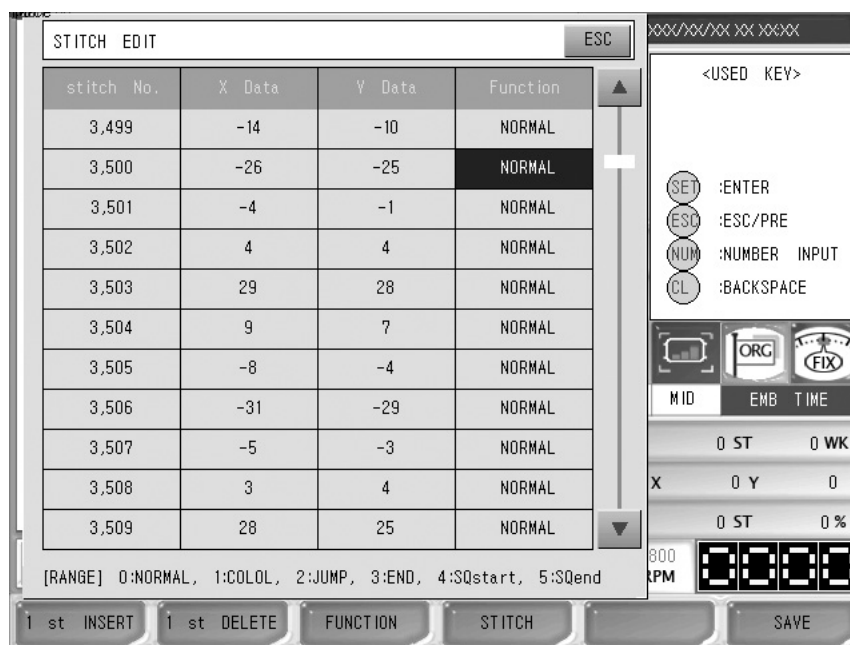 STITCH EDIT ESC
XXX/XX/XX XX XX:XX
stitch No. X Data Y Data Function
<USED KEY>
3,499 -14 -10 NORMAL
3,500 -26 -25 NORMAL
SET :ENTER
3,501 -4 -1 NORMAL
ESC :ESC/PRE
3,502 4 4 NORMAL
NUM :NUMBER INPUT
3,503 29 28 NORMAL
CL :BACKSPACE
3,504 9 7 NORMAL
3,505 -8 -4 NORMAL
ORG FIX
3,506 -31 -29 NORMAL
MID EMB TIME
3,507 -5 -3 NORMAL
0 ST 0 WK
3,508 3 4 NORMAL
X 0 Y 0
3,509 28 25 NORMAL
0 ST 0 %
[RANGE] 0:NORMAL, 1:COLOL, 2:JUMP, 3:END, 4:SQstart, 5:SQend
800
RPM 0000
1 st INSERT 1 st DELETE FUNCTION STITCH SAVE